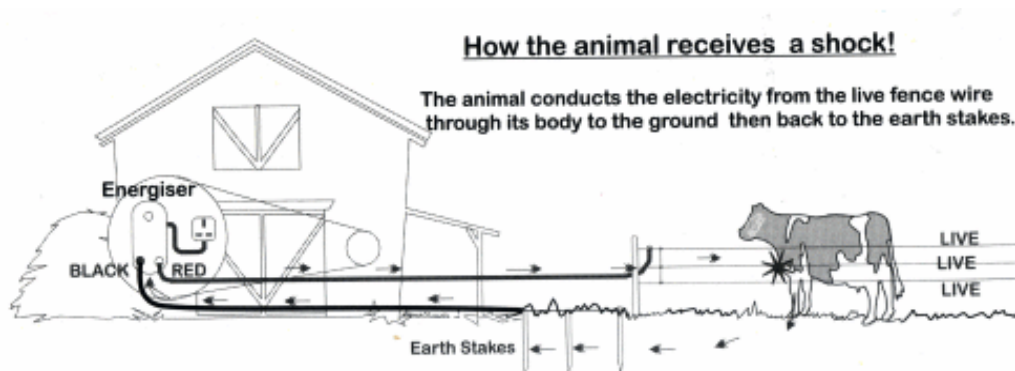 How the animal receives a shock!
The animal conducts the electricity from the live fence wire
through its body to the ground then back to the earth stakes.
Energiser
BLACK
RED
LIVE
LIVE
LIVE
Earth Stakes